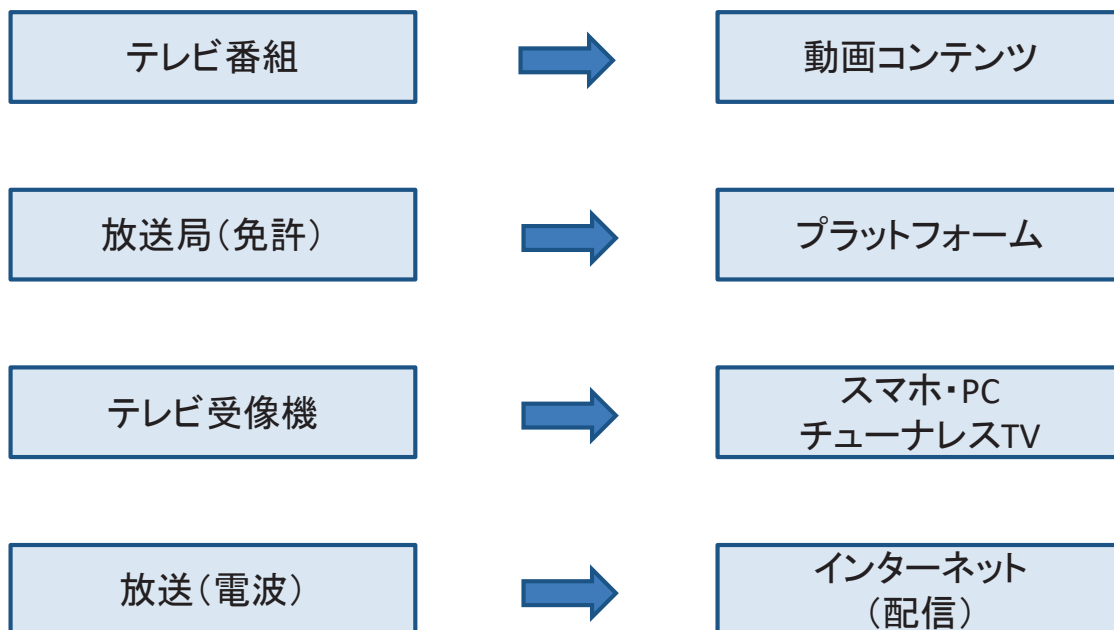 テレビ番組
動画コンテンツ
放送局（免許）
プラットフォーム
テレビ受像機
スマホ・PC
チューナレスTV
放送（電波）
インターネット
（配信）